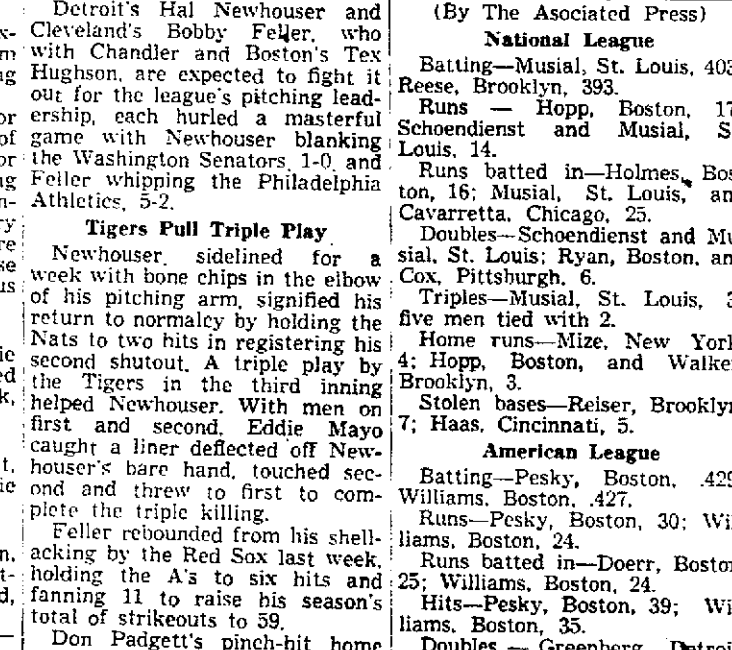 Detroit's Hal Newhouser and
Cleveland's Bobby Feller, who
with Chandler and Boston's Tex
Hughson, are expected to fight it
out for the league's pitching lead-
ership, each hurled a masterful
game with Newhouser blanking
the Washington Senators, 1-0, and
Feller whipping the Philadelphia
Athletics, 5-2.
Tigers Pull Triple Play
Newhouser, sidelined for a
week with bone chips in the elbow
of his pitching arm, signified his
return to normalcy by holding the
Nats to two hits in registering his
second shutout. A triple play by
the Tigers in the third inning
helped Newhouser. With men on
first and second, Eddie Mayo
caught a liner deflected off New-
houser's bare hand, touched sec-
ond and threw to first to com-
plete the triple killing.
Feller rebounded from his shell-
acking by the Red Sox last week,
holding the A's to six hits and
fanning 11 to raise his season's
total of strikeouts to 59.
Don Padgett's pinch-hit home
(By The Asociated Press)
National League
Batting—Musial, St. Louis, 403
Reese, Brooklyn, 393.
Runs — Hopp, Boston, 17
Schoendienst and Musial, S
Louis, 14.
Runs batted in—Holmes, Bos
ton, 16; Musial, St. Louis, an
Cavarretta, Chicago, 25.
Doubles—Schoendienst and Mu
sial, St. Louis; Ryan, Boston, an
Cox, Pittsburgh, 6.
Triples—Musial, St. Louis, 3
five men tied with 2.
Home runs—Mize, New York
4; Hopp, Boston, and Walke
Brooklyn, 3.
Stolen bases—Reiser, Brooklyn
7; Haas, Cincinnati, 5.
American League
Batting—Pesky, Boston, .429
Williams, Boston, .427.
Runs—Pesky, Boston, 30; Wil
liams, Boston, 24.
Runs batted in—Doerr, Boston
25; Williams, Boston, 24.
Hits—Pesky, Boston, 39; Wil
liams, Boston, 35.
Doubles — Greenberg, Detroi